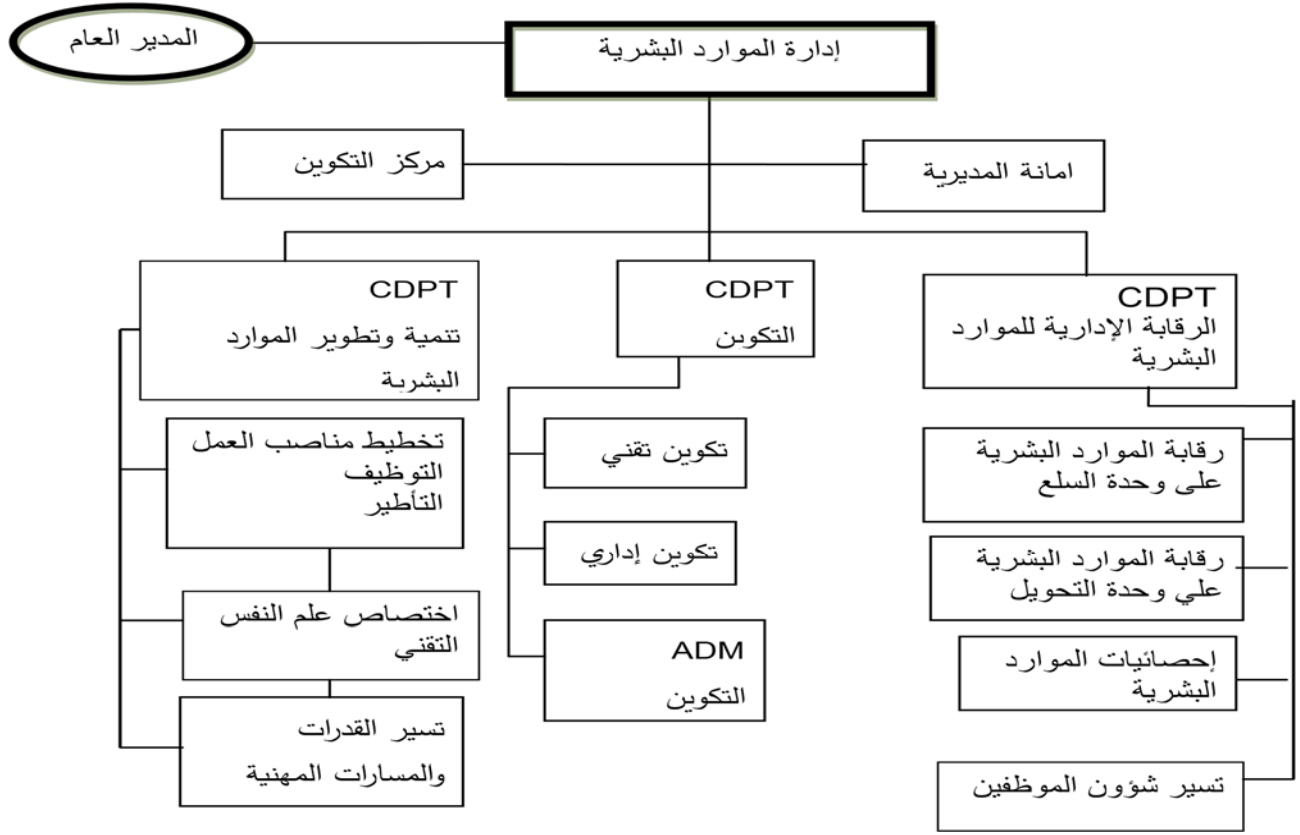 المدير العام
إدارة الموارد البشرية
مركز التكوين
امانة المديرية
CDPT
الرقابة الإدارية للموارد
البشرية
رقابة الموارد البشرية
على وحدة السلع
رقابة الموارد البشرية
علي وحدة التحويل
إحصائيات الموارد
البشرية
تسير شؤون الموظفين
CDPT
التكوين
تكوين تقني
تكوين إداري
ADM
التكوين
CDPT
تنمية وتطوير الموارد
البشرية
تخطيط مناصب العمل
التوظيف
التأطير
اختصاص علم النفس
التقني
تسير القدرات
والمسارات المهنية